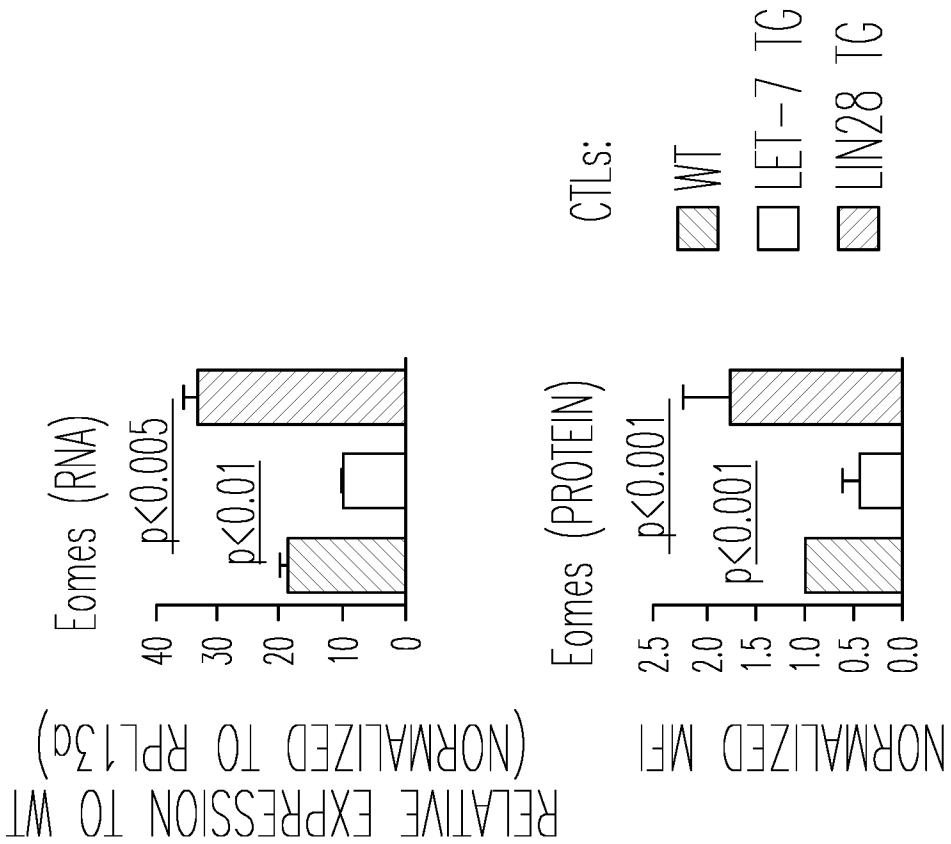 Eomes (RNA)
RELATIVE EXPRESSION TO WT
(NORMALIZED TO RPL13a)
40
30
20
10
0
p<0.005
p<0.01
Eomes (PROTEIN)
NORMALIZED MFI
2.5
2.0
1.5
1.0
0.5
0.0
p<0.001
p<0.001
CTLs:
WT
LET-7 TG
LIN28 TG